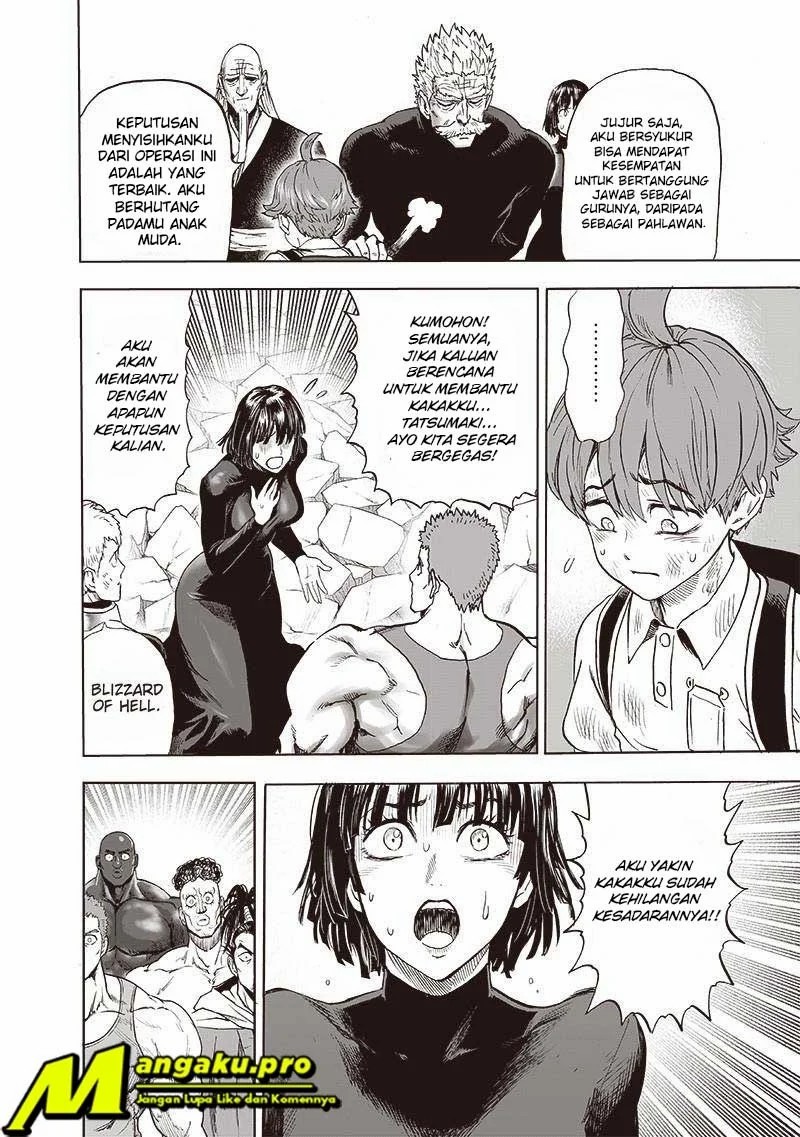 JUJUR SAJA,
AKU BERSYUKUR
BISA MENDAPAT
KESEMPATAN
UNTUK BERTANGGUNG
JAWAB SEBAGAI
GURUNYA, DARIPADA
SEBAGAI PAHLAWAN.
KEPUTUSAN
MENYISIHKANKU
DARI OPERASI INI
ADALAH YANG
TERBAIK. AKU
BERHUTANG
PADAMU ANAK
MUDA.
........
KUMOHON!
SEMUANYA,
JIKA KALUAN
BERENCANA
UNTUK MEMBANTU
KAKAKKU...
TATSUMAKI...
AYO KITA SEGERA
BERGEGAS!
AKU
AKAN
MEMBANTU
DENGAN
APAPUN
KEPUTUSAN
KALIAN.
BLIZZARD
OF HELL.
AKU YAKIN
KAKAKKU SUDAH
KEHILANGAN
KESADARANNYA!!
Mangaku.pro
Jangan Lupa Like dan Komennya